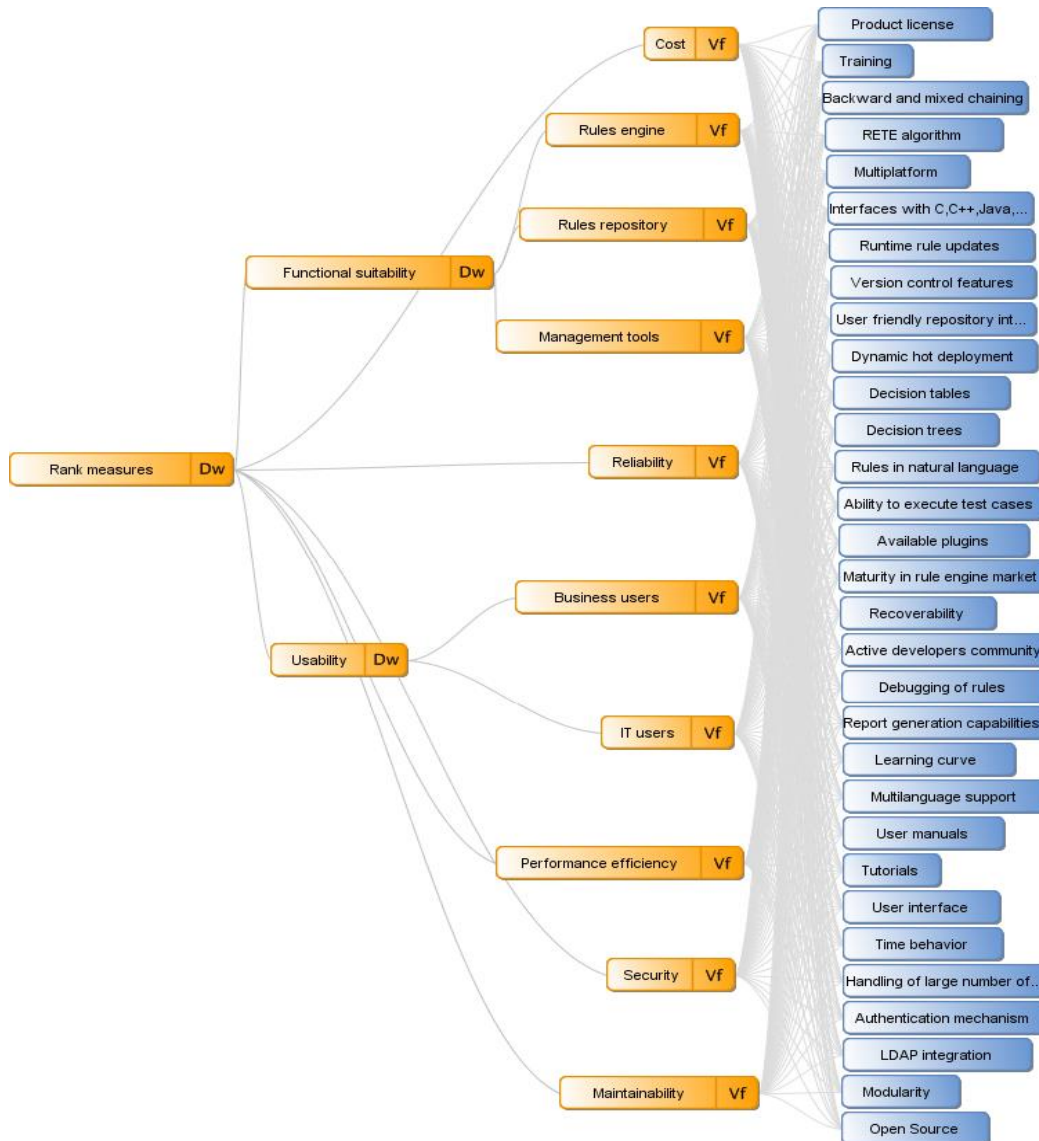 Rank measures Dw
Functional suitability Dw
Usability Dw
Cost Vf
Rules engine Vf
Rules repository Vf
Management tools Vf
Reliability Vf
Business users Vf
IT users Vf
Performance efficiency Vf
Security Vf
Maintainability Vf
Product license
Training
Backward and mixed chaining
RETE algorithm
Multiplatform
Interfaces with C,C++,Java,...
Runtime rule updates
Version control features
User friendly repository int...
Dynamic hot deployment
Decision tables
Decision trees
Rules in natural language
Ability to execute test cases
Available plugins
Maturity in rule engine market
Recoverability
Active developers community
Debugging of rules
Report generation capabilities
Learning curve
Multilanguage support
User manuals
Tutorials
User interface
Time behavior
Handling of large number of...
Authentication mechanism
LDAP integration
Modularity
Open Source